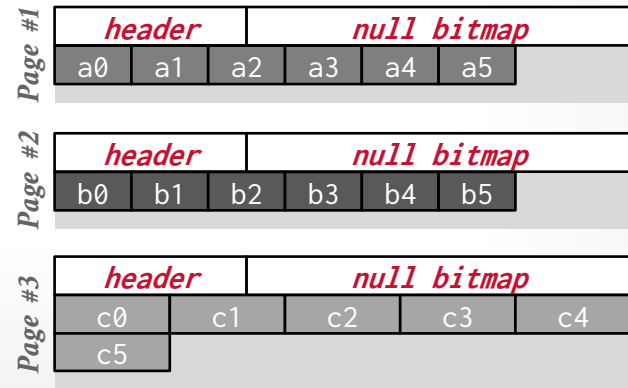 Page #1
header null bitmap
a0 a1 a2 a3 a4 a5
Page #2
header null bitmap
b0 b1 b2 b3 b4 b5
Page #3
header null bitmap
c0 c1 c2 c3 c4
c5